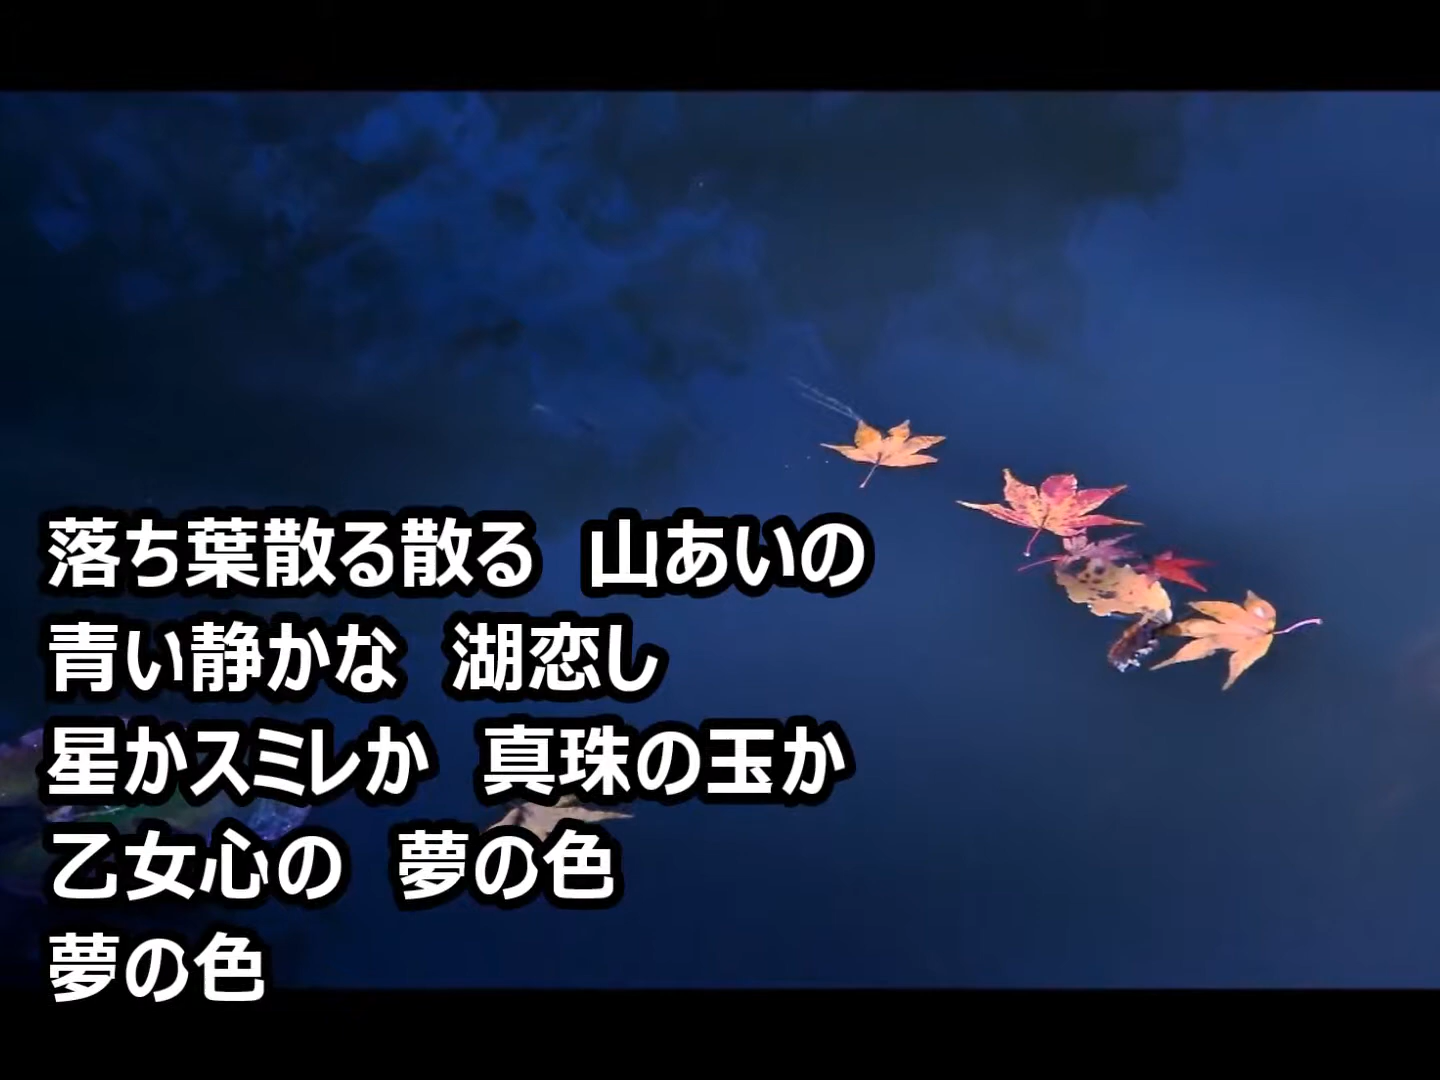 落ち葉散る散る　山あいの
青い静かな　湖恋し
星かスミレか　真珠の玉か
乙女心の　夢の色
夢の色